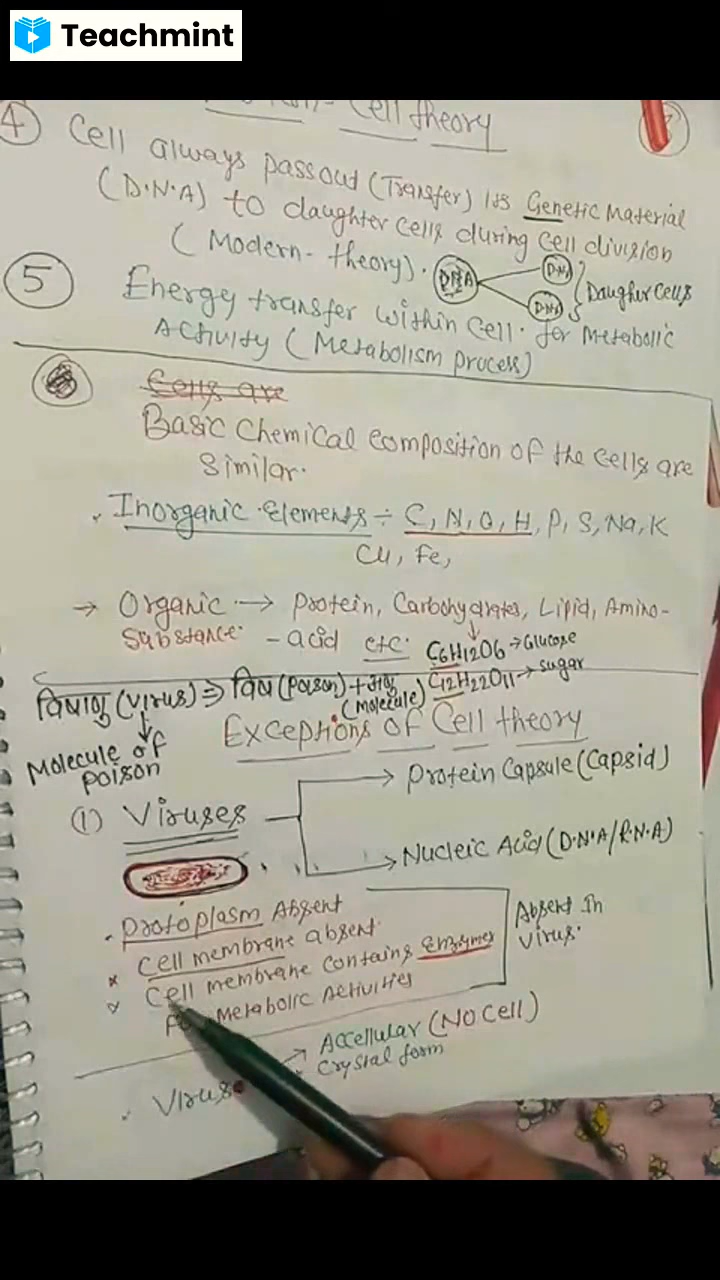 Teachmint
Cell theory
4 Cell always passout (Transfer) Its Genetic Material
(D.N.A) to daughter cells during cell division
(Modern-theory). DNA D.N.A D.N.A Daugher cells
5 Energy transfer within cell. for Metabolic
Activity (Metabolism process)
Cells are
Basic Chemical composition of the cells are
Similar.
Inorganic Elements ÷ C, N, O, H, P, S, Na, K
Cu, Fe,
→ Organic → Protein, Carbohydrates, Lipid, Amino-
Substance - acid etc. C6H12O6 → Glucose
विषाणु (Virus) ⇒ विष (Poison) + अणु (Molecule) C12H22O11 → sugar
Molecule of
Poison
Exceptions of Cell theory
(1) Viruses → Protein Capsule (Capsid)
→ Nucleic Acid (D.N.A/R.N.A)
Protoplasm Absent
Cell membrane absent
Cell membrane contains Enzymes
Metabolic Activities
Absent In
Virus.
Virus → Accellular (No Cell)
Crystal form